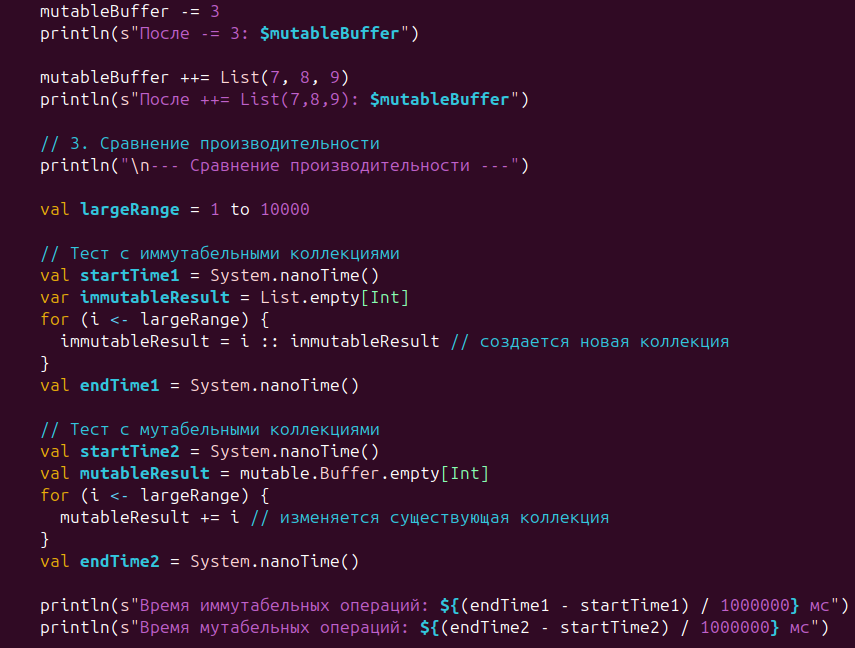 mutableBuffer -= 3
println(s"После -= 3: $mutableBuffer")
mutableBuffer ++= List(7, 8, 9)
println(s"После ++= List(7,8,9): $mutableBuffer")
// 3. Сравнение производительности
println("\n--- Сравнение производительности ---")
val largeRange = 1 to 10000
// Тест с иммутабельными коллекциями
val startTime1 = System.nanoTime()
var immutableResult = List.empty[Int]
for (i <- largeRange) {
  immutableResult = i :: immutableResult // создается новая коллекция
}
val endTime1 = System.nanoTime()
// Тест с мутабельными коллекциями
val startTime2 = System.nanoTime()
val mutableResult = mutable.Buffer.empty[Int]
for (i <- largeRange) {
  mutableResult += i // изменяется существующая коллекция
}
val endTime2 = System.nanoTime()
println(s"Время иммутабельных операций: ${(endTime1 - startTime1) / 1000000} мс")
println(s"Время мутабельных операций: ${(endTime2 - startTime2) / 1000000} мс")